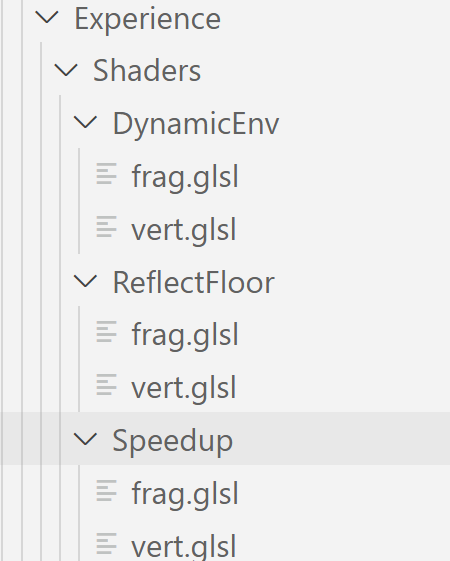 Experience
Shaders
DynamicEnv
frag.glsl
vert.glsl
ReflectFloor
frag.glsl
vert.glsl
Speedup
frag.glsl
vert.glsl